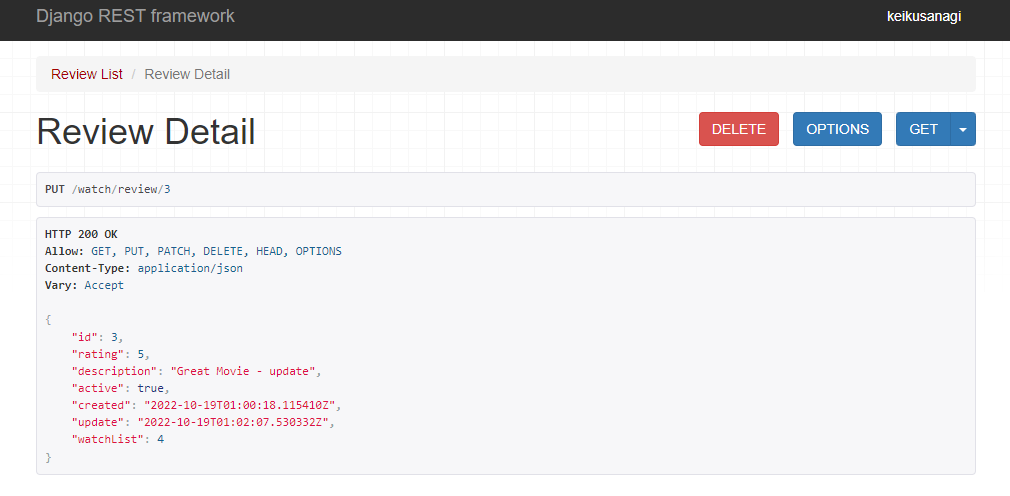 Django REST framework
keikusanagi
Review List / Review Detail
Review Detail
DELETE
OPTIONS
GET
PUT /watch/review/3
HTTP 200 OK
Allow: GET, PUT, PATCH, DELETE, HEAD, OPTIONS
Content-Type: application/json
Vary: Accept
{
    "id": 3,
    "rating": 5,
    "description": "Great Movie - update",
    "active": true,
    "created": "2022-10-19T01:00:18.115410Z",
    "update": "2022-10-19T01:02:07.530332Z",
    "watchList": 4
}